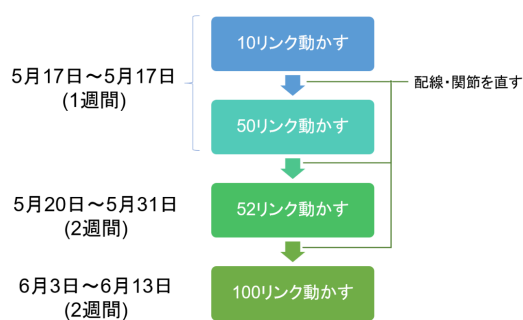 10リンク動かす
5月17日～5月17日
(1週間)
配線・関節を直す
50リンク動かす
5月20日～5月31日
(2週間)
52リンク動かす
6月3日～6月13日
(2週間)
100リンク動かす